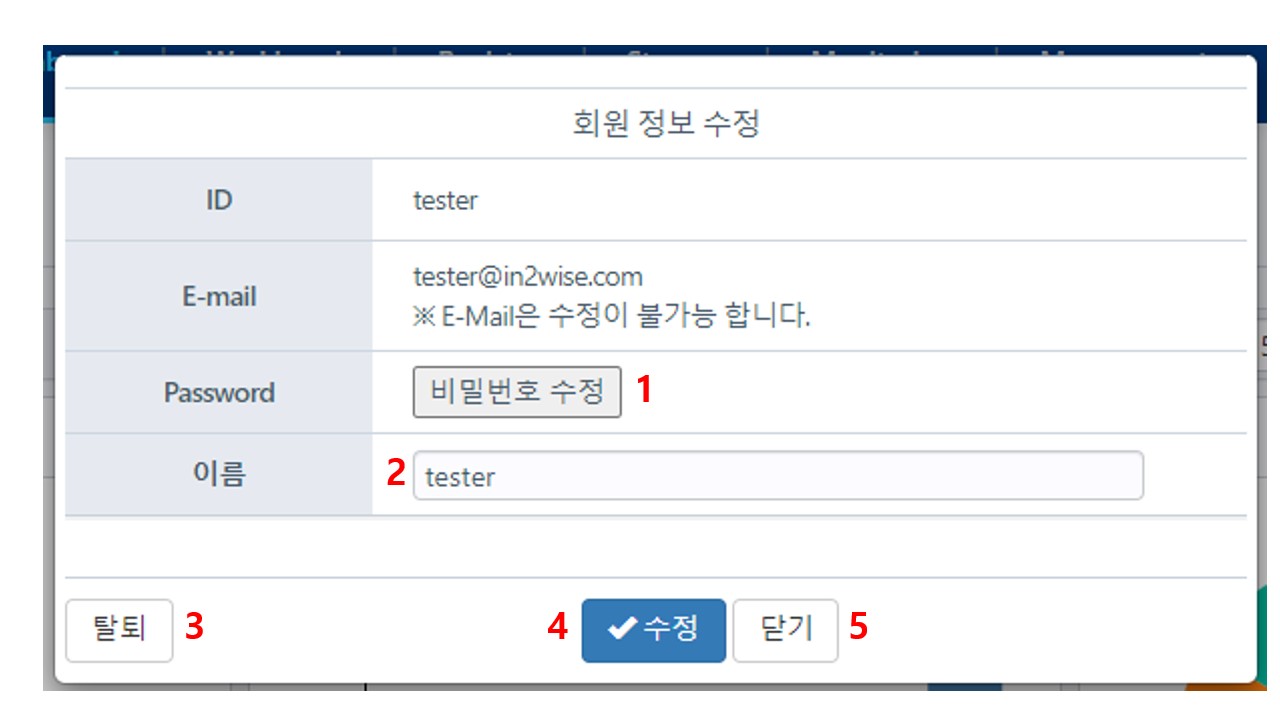 회원 정보 수정
ID tester
E-mail tester@in2wise.com
※ E-Mail은 수정이 불가능 합니다.
Password 비밀번호 수정 1
이름 2 tester
탈퇴 3 4 수정 닫기 5